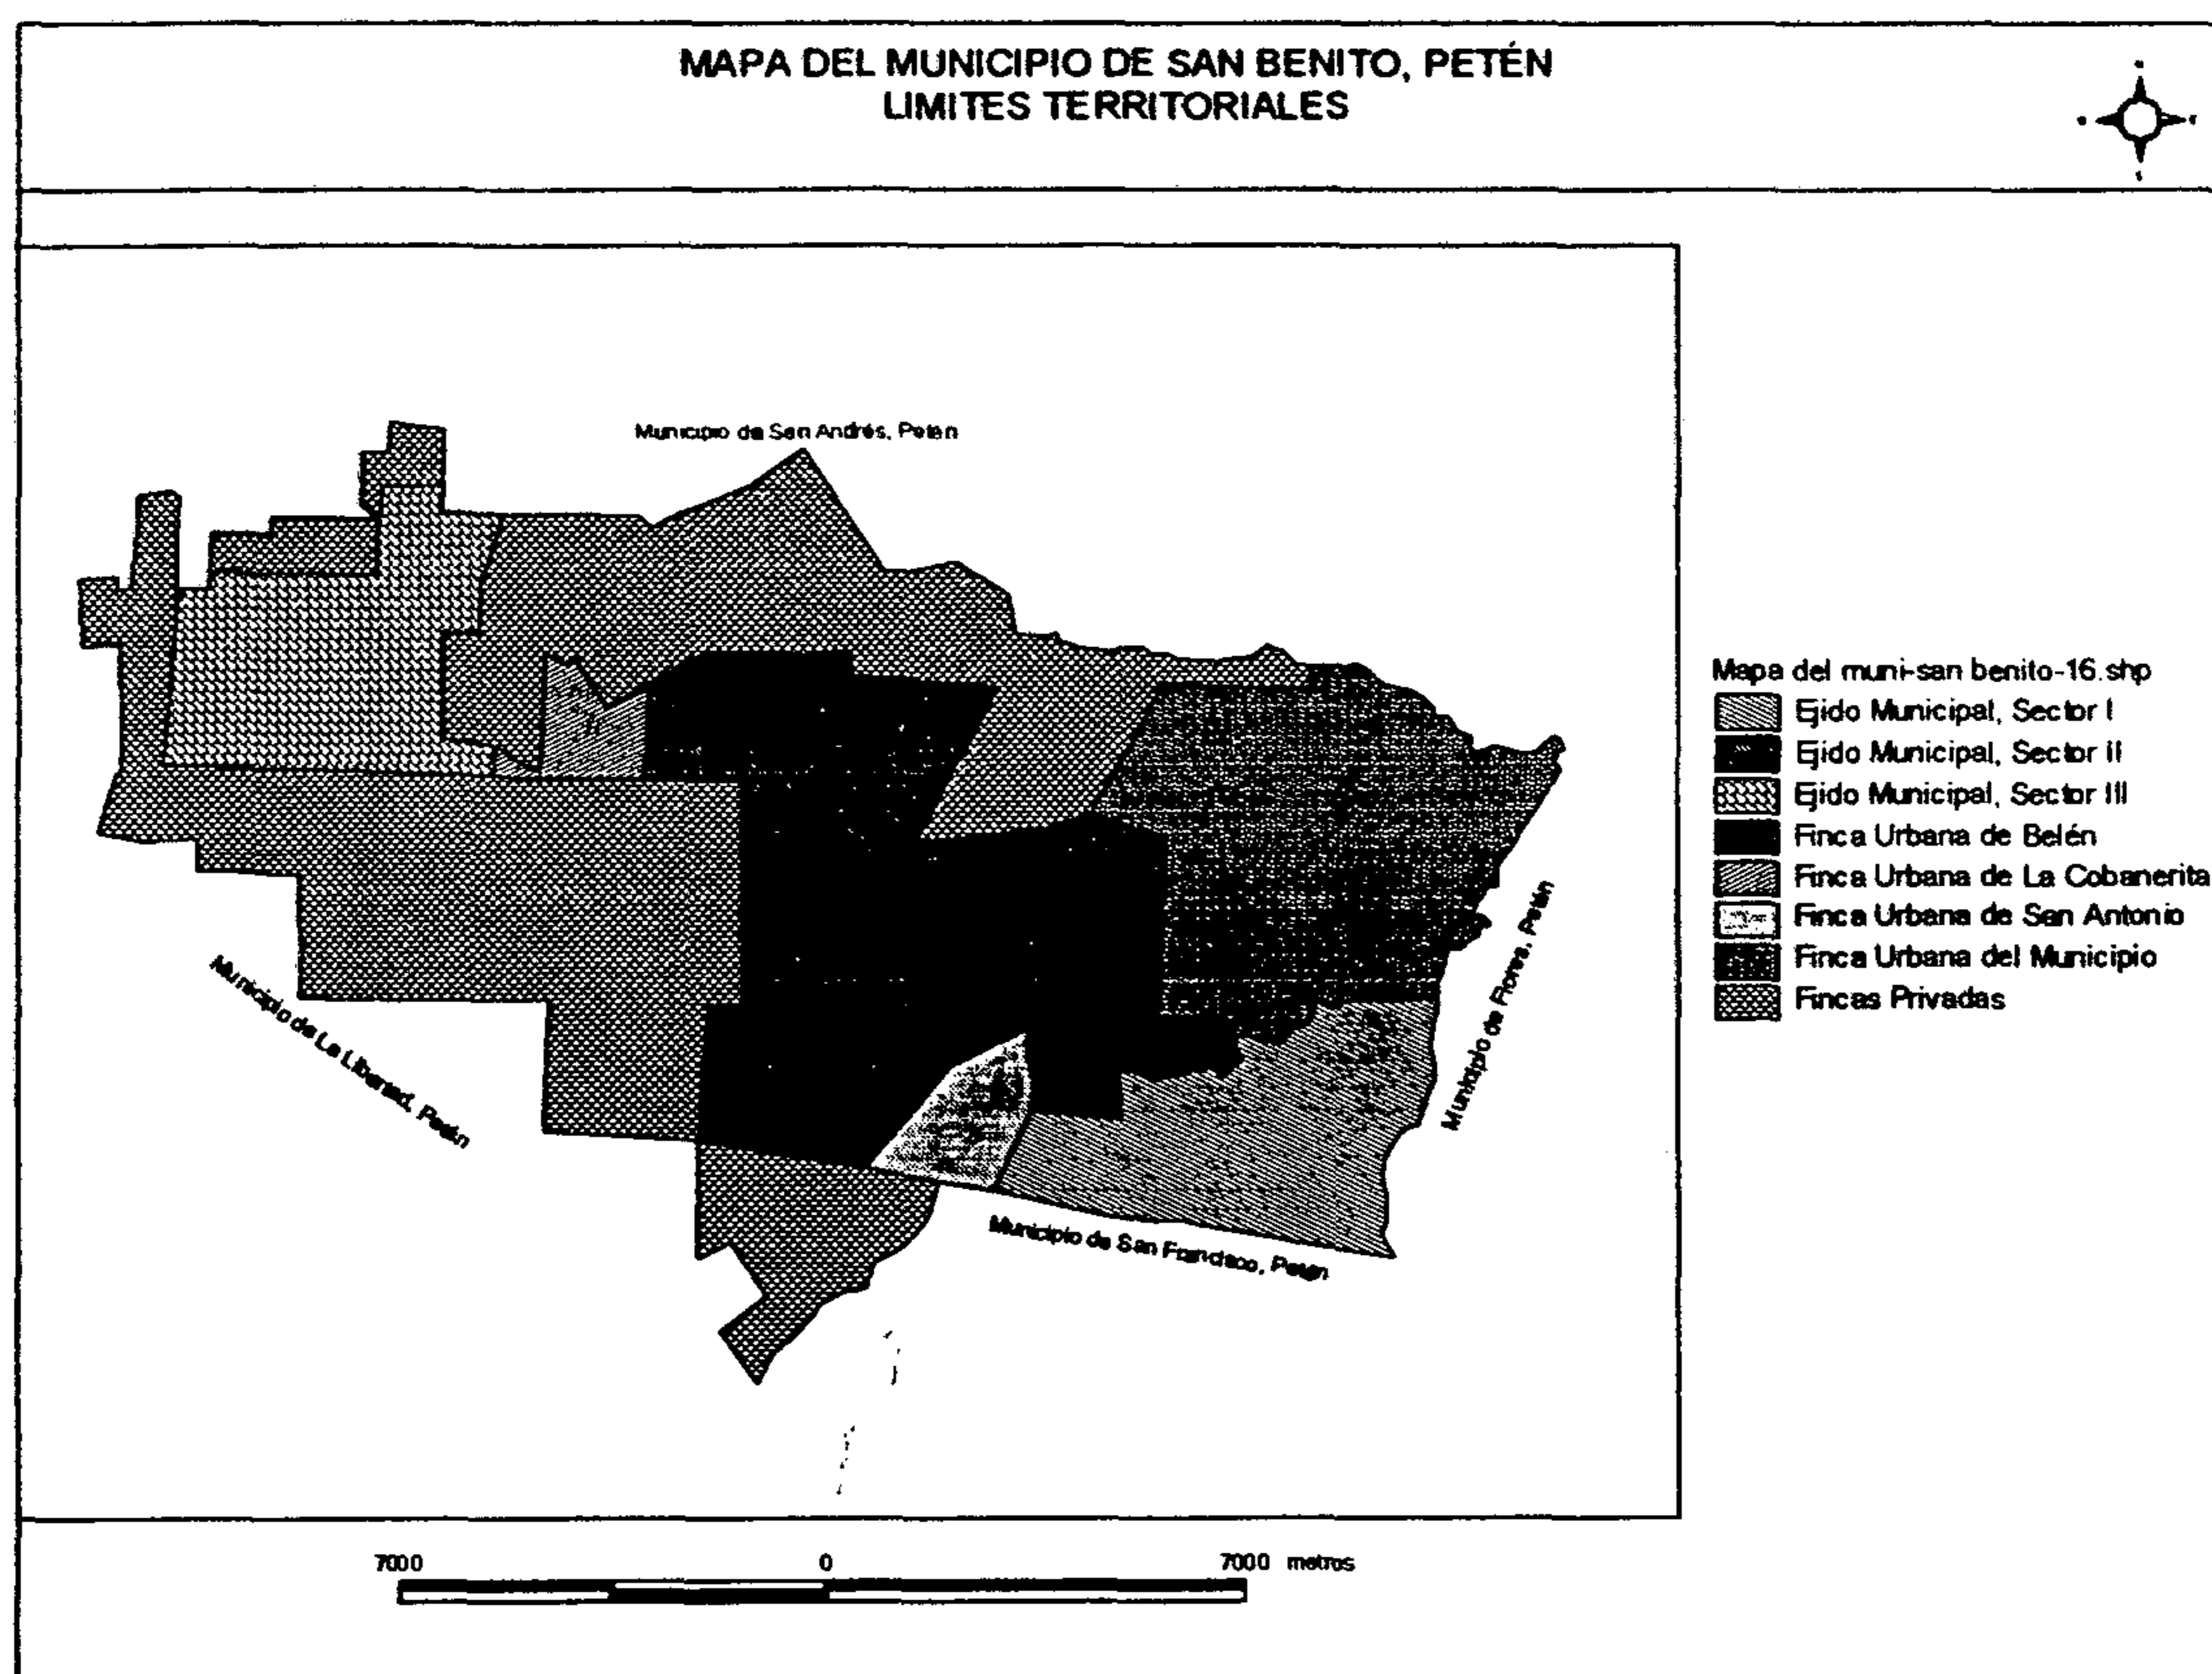 MAPA DEL MUNICIPIO DE SAN BENITO, PETÉN
LIMITES TERRITORIALES
Municipio de San Andrés, Petén
Municipio de La Libertad, Petén
Municipio de Flores, Petén
Municipio de San Francisco, Petén
Mapa del muni-san benito-16.shp
Ejido Municipal, Sector I
Ejido Municipal, Sector II
Ejido Municipal, Sector III
Finca Urbana de Belén
Finca Urbana de La Cobanerita
Finca Urbana de San Antonio
Finca Urbana del Municipio
Fincas Privadas
7000 0 7000 metros